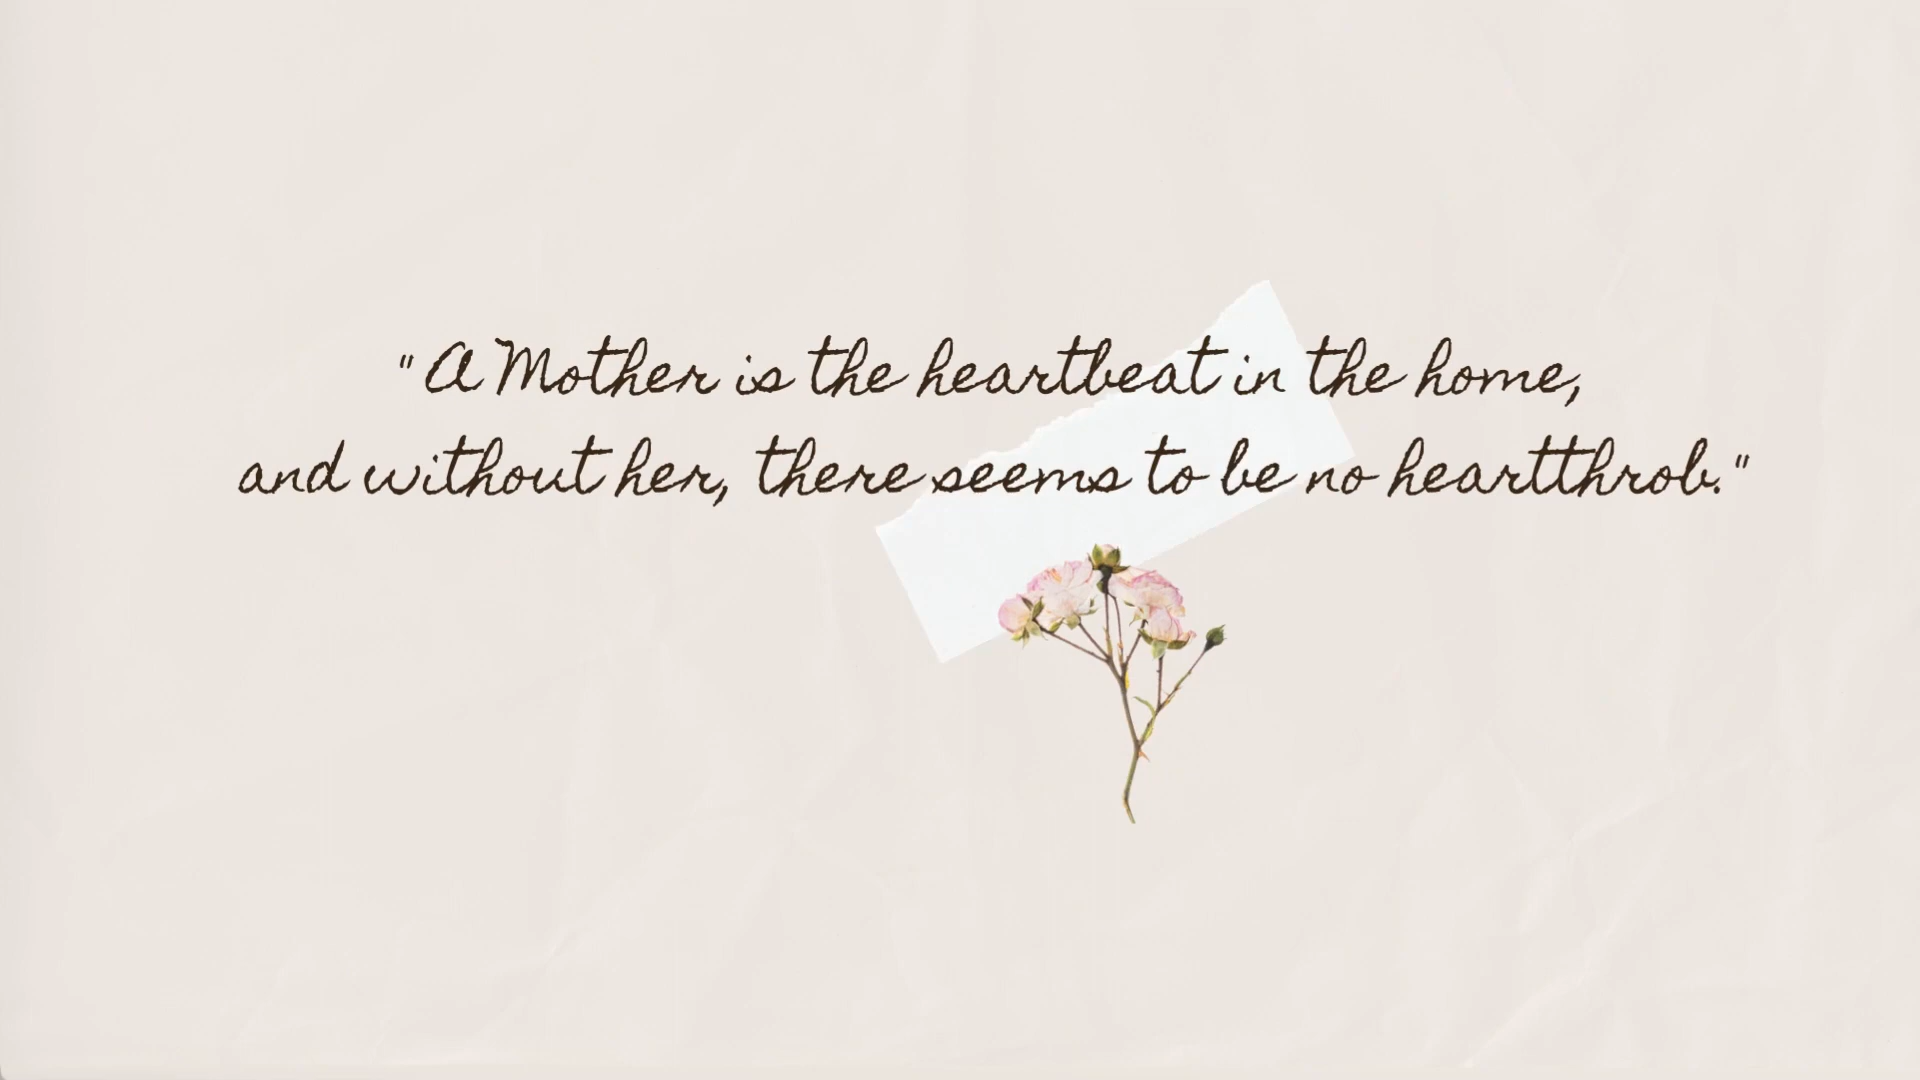 "A Mother is the heartbeat in the home,
and without her, there seems to be no heartthrob."